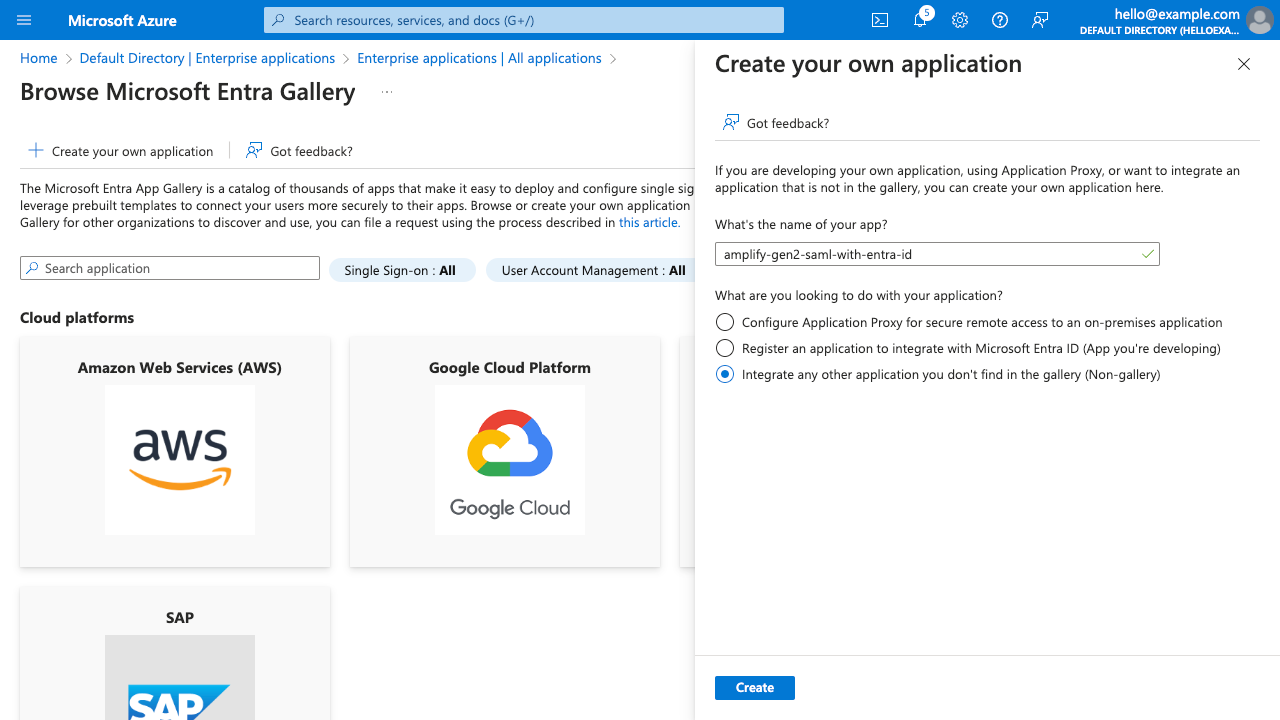 Microsoft Azure
Search resources, services, and docs (G+/)
5
hello@example.com
DEFAULT DIRECTORY (HELLOEXA...
Home
Default Directory | Enterprise applications
Enterprise applications | All applications
Browse Microsoft Entra Gallery
...
Create your own application
Got feedback?
The Microsoft Entra App Gallery is a catalog of thousands of apps that make it easy to deploy and configure single sig
leverage prebuilt templates to connect your users more securely to their apps. Browse or create your own application
Gallery for other organizations to discover and use, you can file a request using the process described in this article.
Search application
Single Sign-on : All
User Account Management : All
Cloud platforms
Amazon Web Services (AWS)
aws
Google Cloud Platform
Google Cloud
SAP
SAP
Create your own application
Got feedback?
If you are developing your own application, using Application Proxy, or want to integrate an
application that is not in the gallery, you can create your own application here.
What's the name of your app?
amplify-gen2-saml-with-entra-id
What are you looking to do with your application?
Configure Application Proxy for secure remote access to an on-premises application
Register an application to integrate with Microsoft Entra ID (App you're developing)
Integrate any other application you don't find in the gallery (Non-gallery)
Create